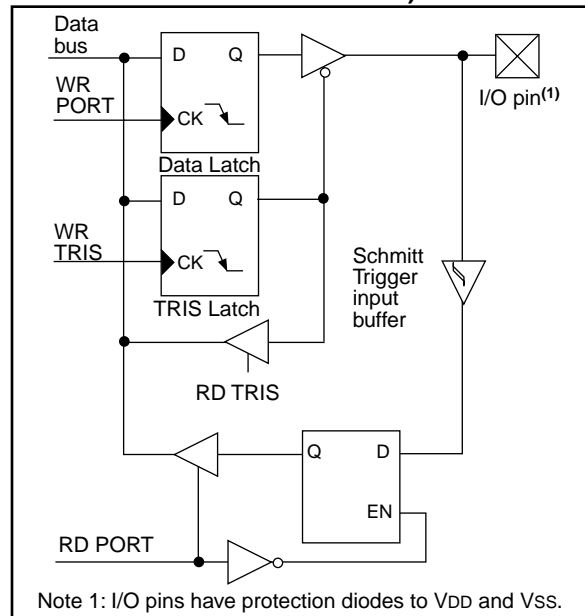 Data
bus
D Q
WR
PORT
CK
Data Latch
I/O pin(1)
D Q
WR
TRIS
CK
TRIS Latch
Schmitt
Trigger
input
buffer
RD TRIS
Q D
EN
RD PORT
Note 1: I/O pins have protection diodes to VDD and VSS.